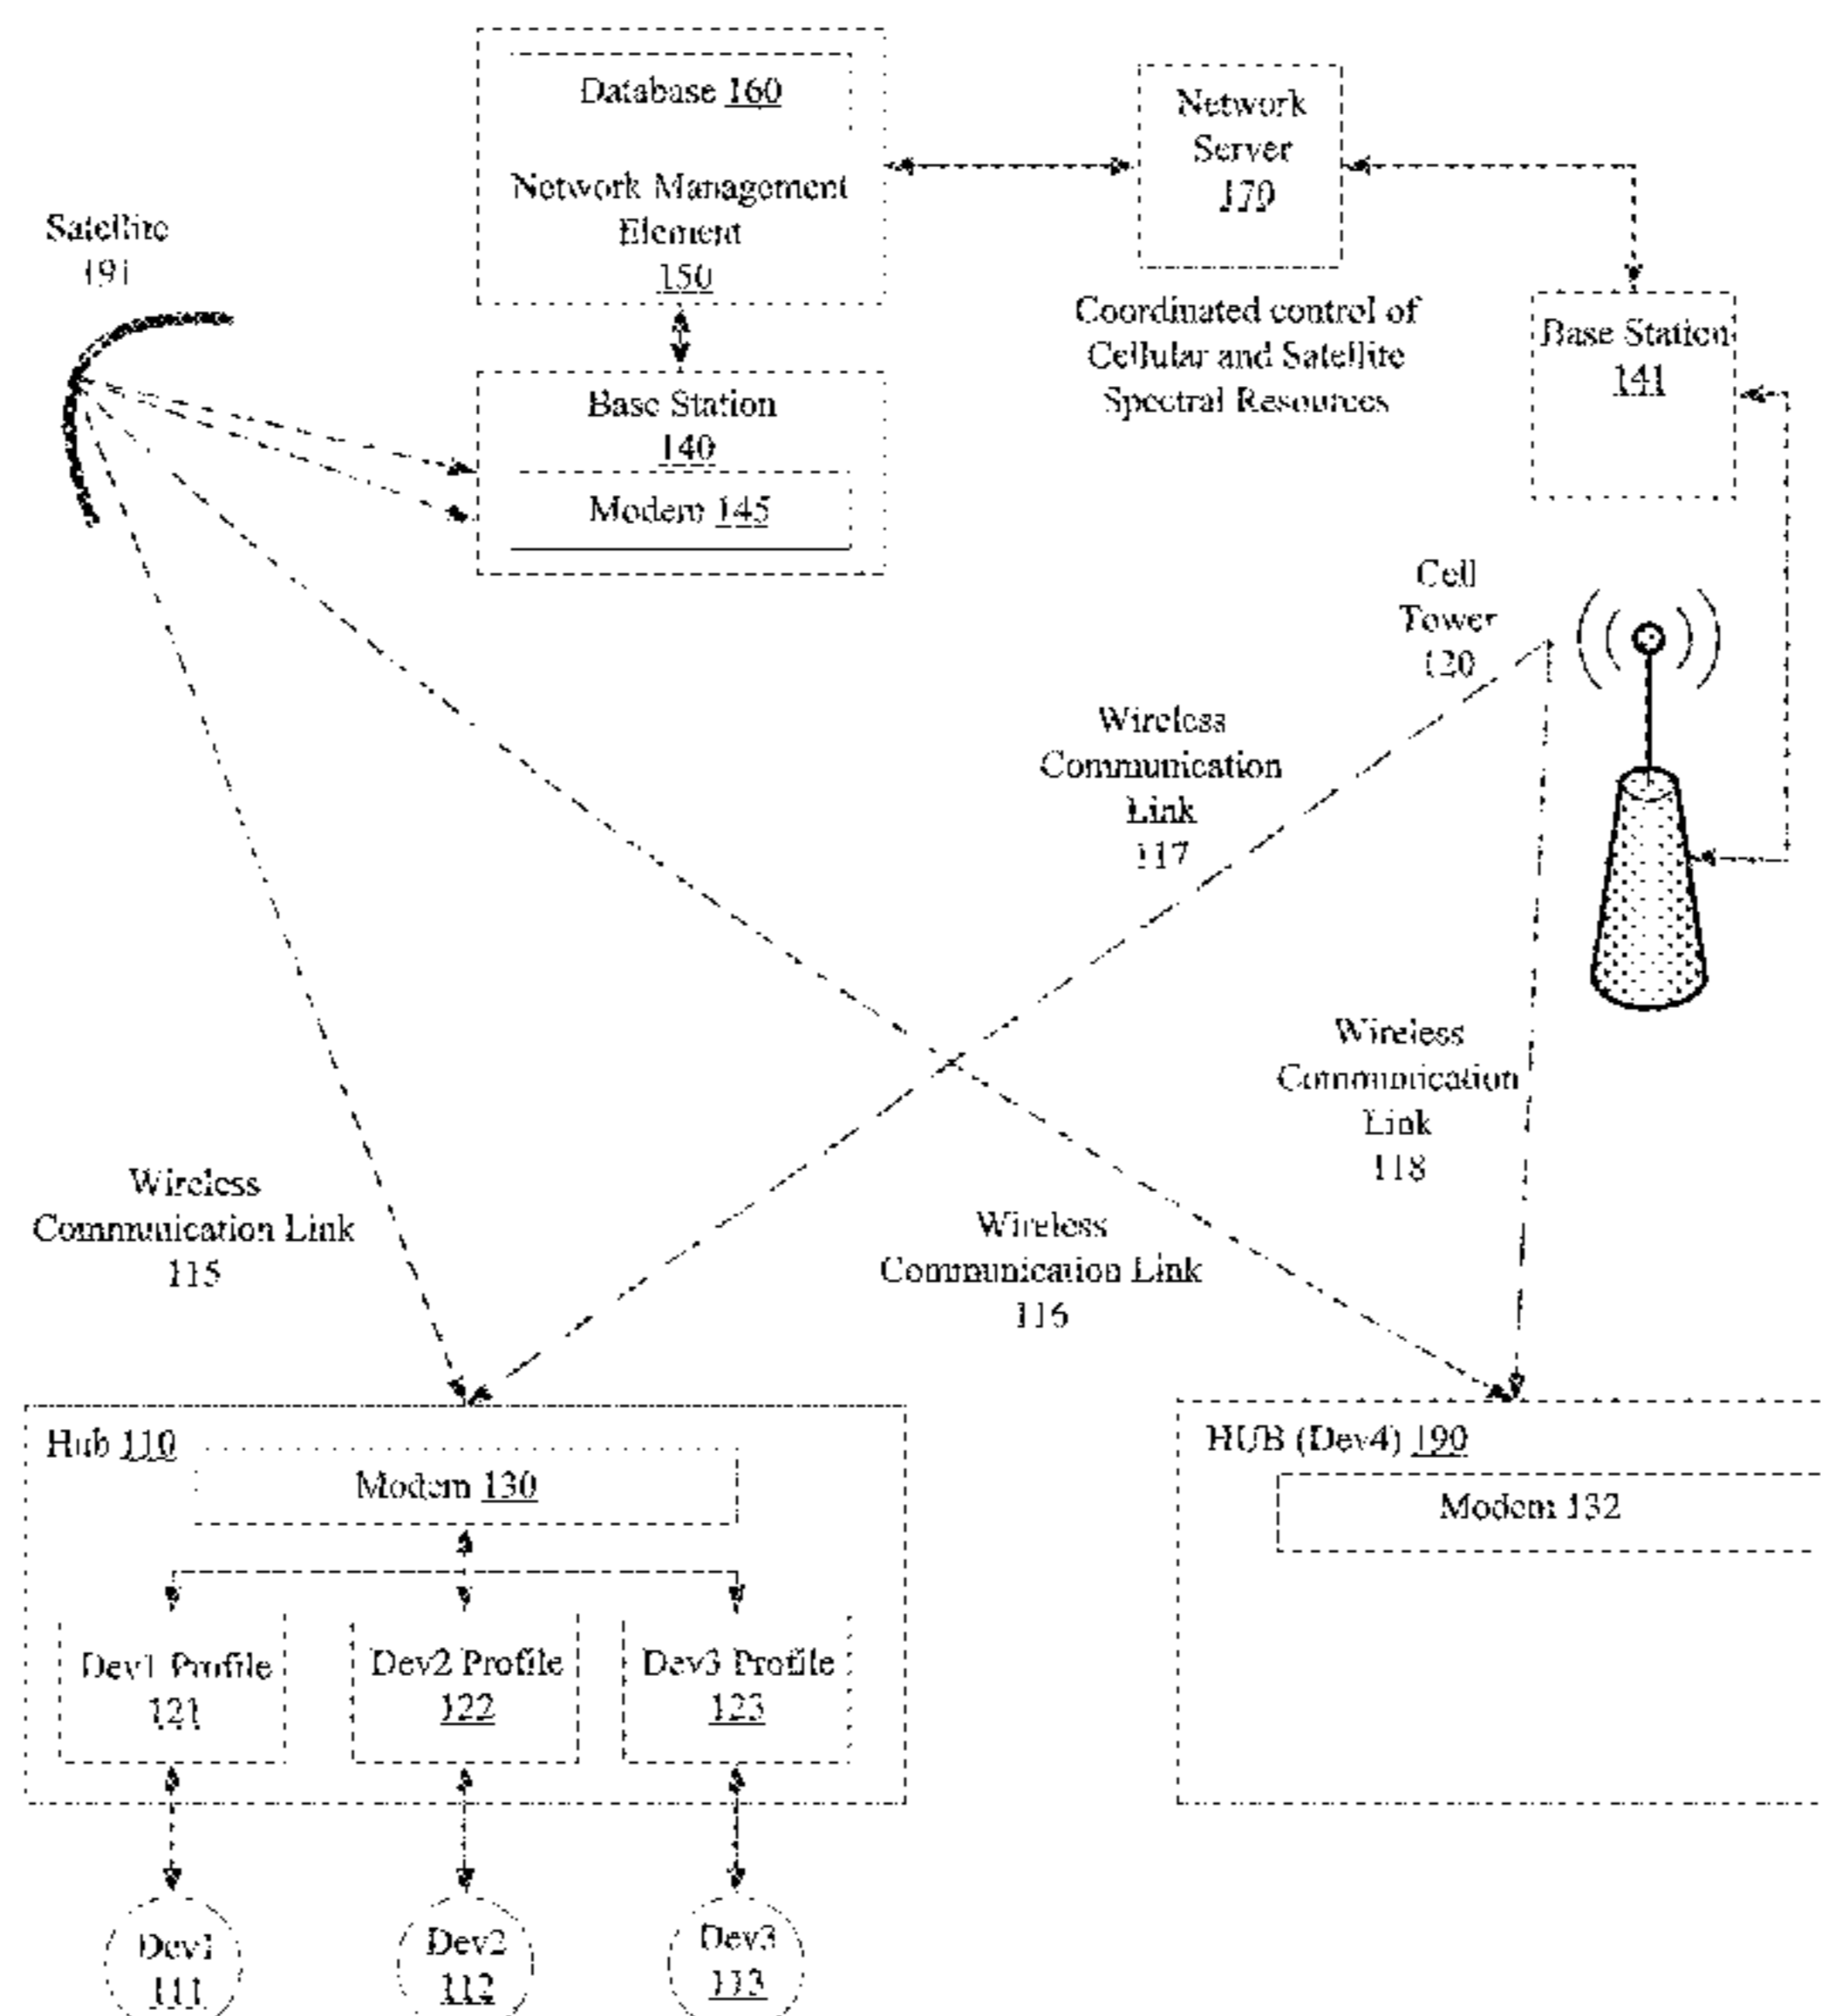 Database 160
Network Management
Element
150
Network
Server
170
Satellite
191
Coordinated control of
Cellular and Satellite
Spectral Resources
Base Station
141
Base Station
140
Modem 145
Cell
Tower
120
Wireless
Communication
Link
117
Wireless
Communication
Link
118
Wireless
Communication Link
115
Wireless
Communication Link
116
Hub 110
Modem 130
HUB (Dev4) 190
Modem 132
Dev1 Profile
121
Dev2 Profile
122
Dev3 Profile
123
Dev1
111
Dev2
112
Dev3
113